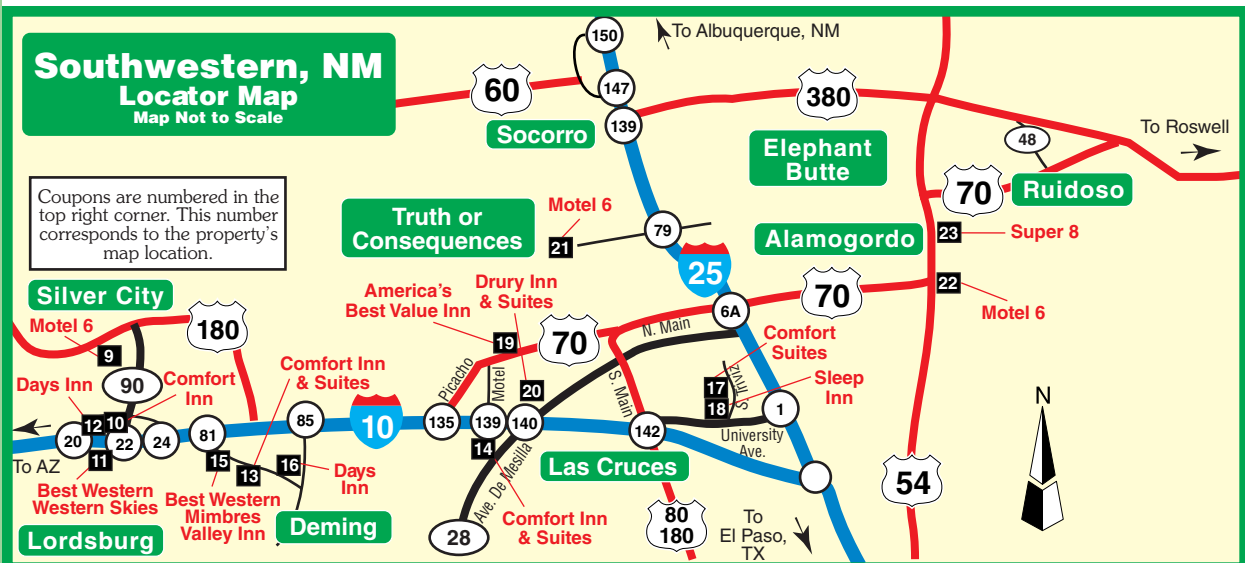 Southwestern, NM
Locator Map
Map Not to Scale
150
To Albuquerque, NM
60
147
380
139
Socorro
Elephant
Butte
48
To Roswell
Coupons are numbered in the
top right corner. This number
corresponds to the property's
map location.
70
Ruidoso
Truth or
Consequences
Motel 6
21
79
Alamogordo
23
Super 8
25
22
Motel 6
70
6A
Silver City
Motel 6
9
180
America's
Best Value Inn
19
Drury Inn
& Suites
20
70
N. Main
S. Main
Picacho
Motel
Comfort
Suites
17
S. Triviz
18
Sleep
Inn
1
University
Ave.
90
Days Inn
12
10
Comfort
Inn
Comfort Inn
& Suites
20
22
24
81
85
10
135
139
140
142
To AZ
11
Best Western
Western Skies
15
13
16
Days
Inn
Best Western
Mimbres
Valley Inn
Lordsburg
Deming
14
Ave. De Mesilla
28
Comfort Inn
& Suites
Las Cruces
80
180
To
El Paso,
TX
54
N